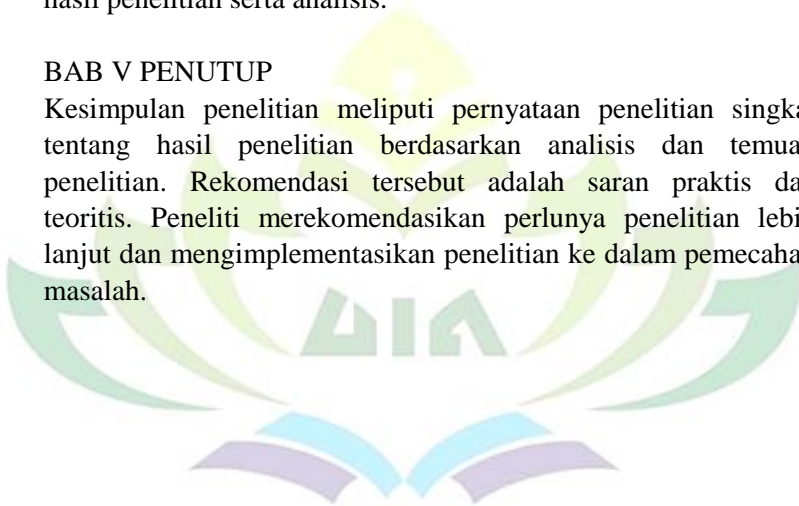 hasil penelitian serta analisis.
BAB V PENUTUP
Kesimpulan penelitian meliputi pernyataan penelitian singka
tentang hasil penelitian berdasarkan analisis dan temua
penelitian. Rekomendasi tersebut adalah saran praktis da
teoritis. Peneliti merekomendasikan perlunya penelitian lebi
lanjut dan mengimplementasikan penelitian ke dalam pemecaha
masalah.
UIN